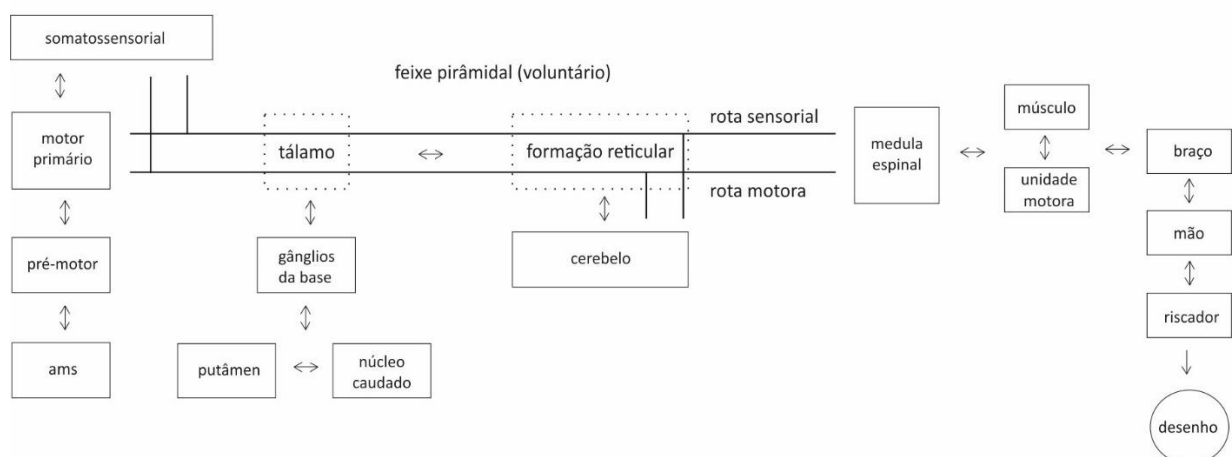 somatossensorial
feixe pirâmidal (voluntário)
motor
primário
tálamo
formação reticular
rota sensorial
rota motora
medula
espinal
músculo
unidade
motora
braço
pré-motor
gânglios
da base
cerebelo
mão
ams
putâmen
núcleo
caudado
riscador
desenho